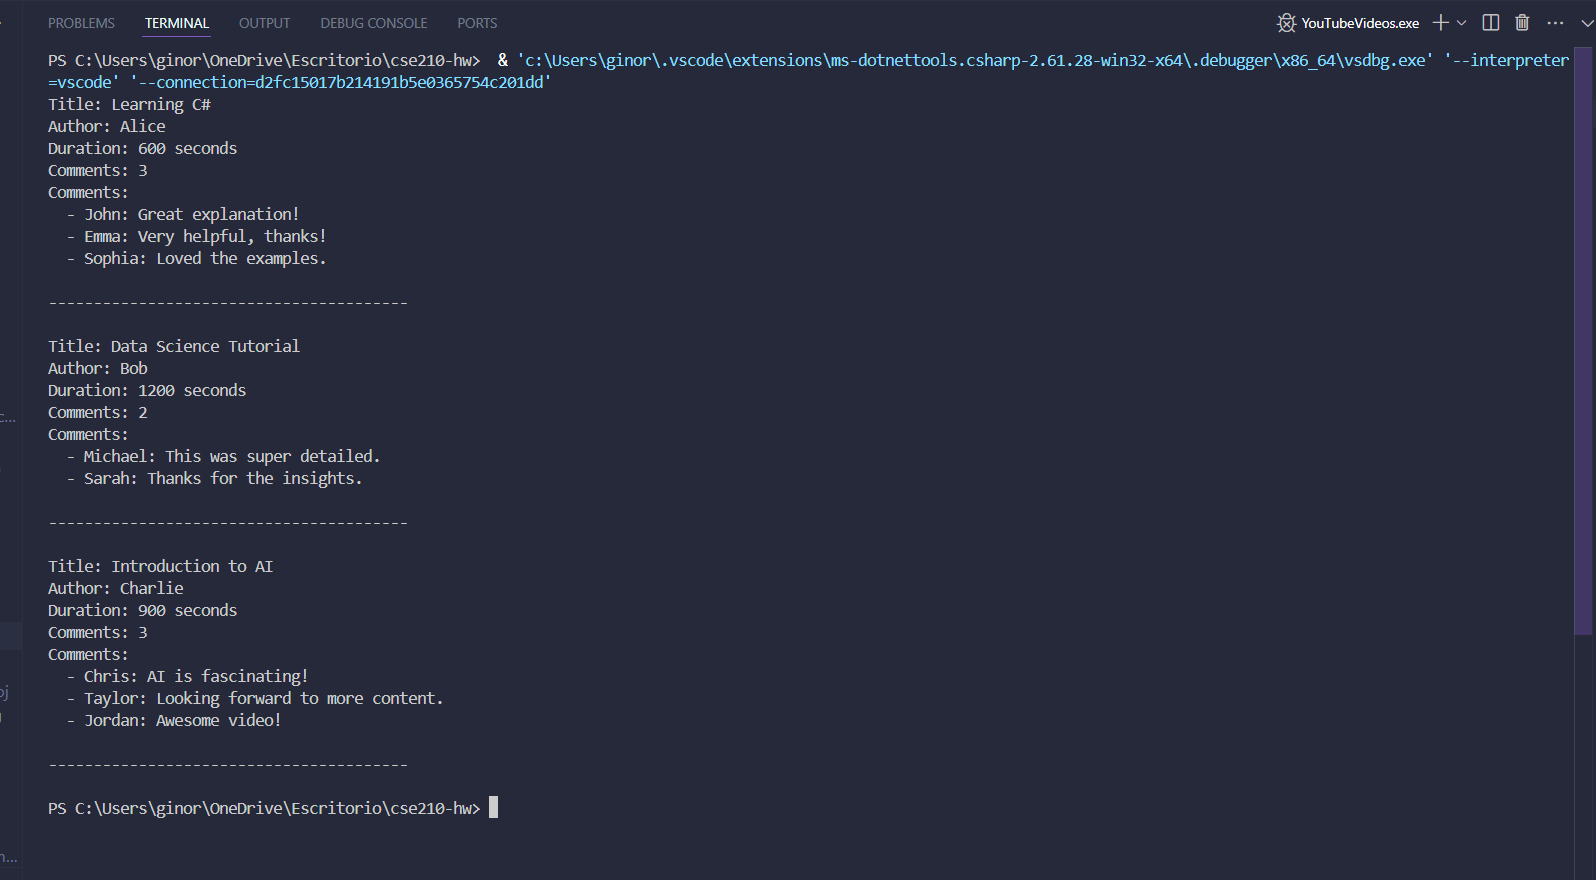 PROBLEMS TERMINAL OUTPUT DEBUG CONSOLE PORTS YouTubeVideos.exe
PS C:\Users\ginor\OneDrive\Escritorio\cse210-hw>  & 'c:\Users\ginor\.vscode\extensions\ms-dotnettools.csharp-2.61.28-win32-x64\.debugger\x86_64\vsdbg.exe' '--interpreter
=vscode' '--connection=d2fc15017b214191b5e0365754c201dd'
Title: Learning C#
Author: Alice
Duration: 600 seconds
Comments: 3
Comments:
  - John: Great explanation!
  - Emma: Very helpful, thanks!
  - Sophia: Loved the examples.
----------------------------------------
Title: Data Science Tutorial
Author: Bob
Duration: 1200 seconds
Comments: 2
Comments:
  - Michael: This was super detailed.
  - Sarah: Thanks for the insights.
----------------------------------------
Title: Introduction to AI
Author: Charlie
Duration: 900 seconds
Comments: 3
Comments:
  - Chris: AI is fascinating!
  - Taylor: Looking forward to more content.
  - Jordan: Awesome video!
----------------------------------------
PS C:\Users\ginor\OneDrive\Escritorio\cse210-hw>